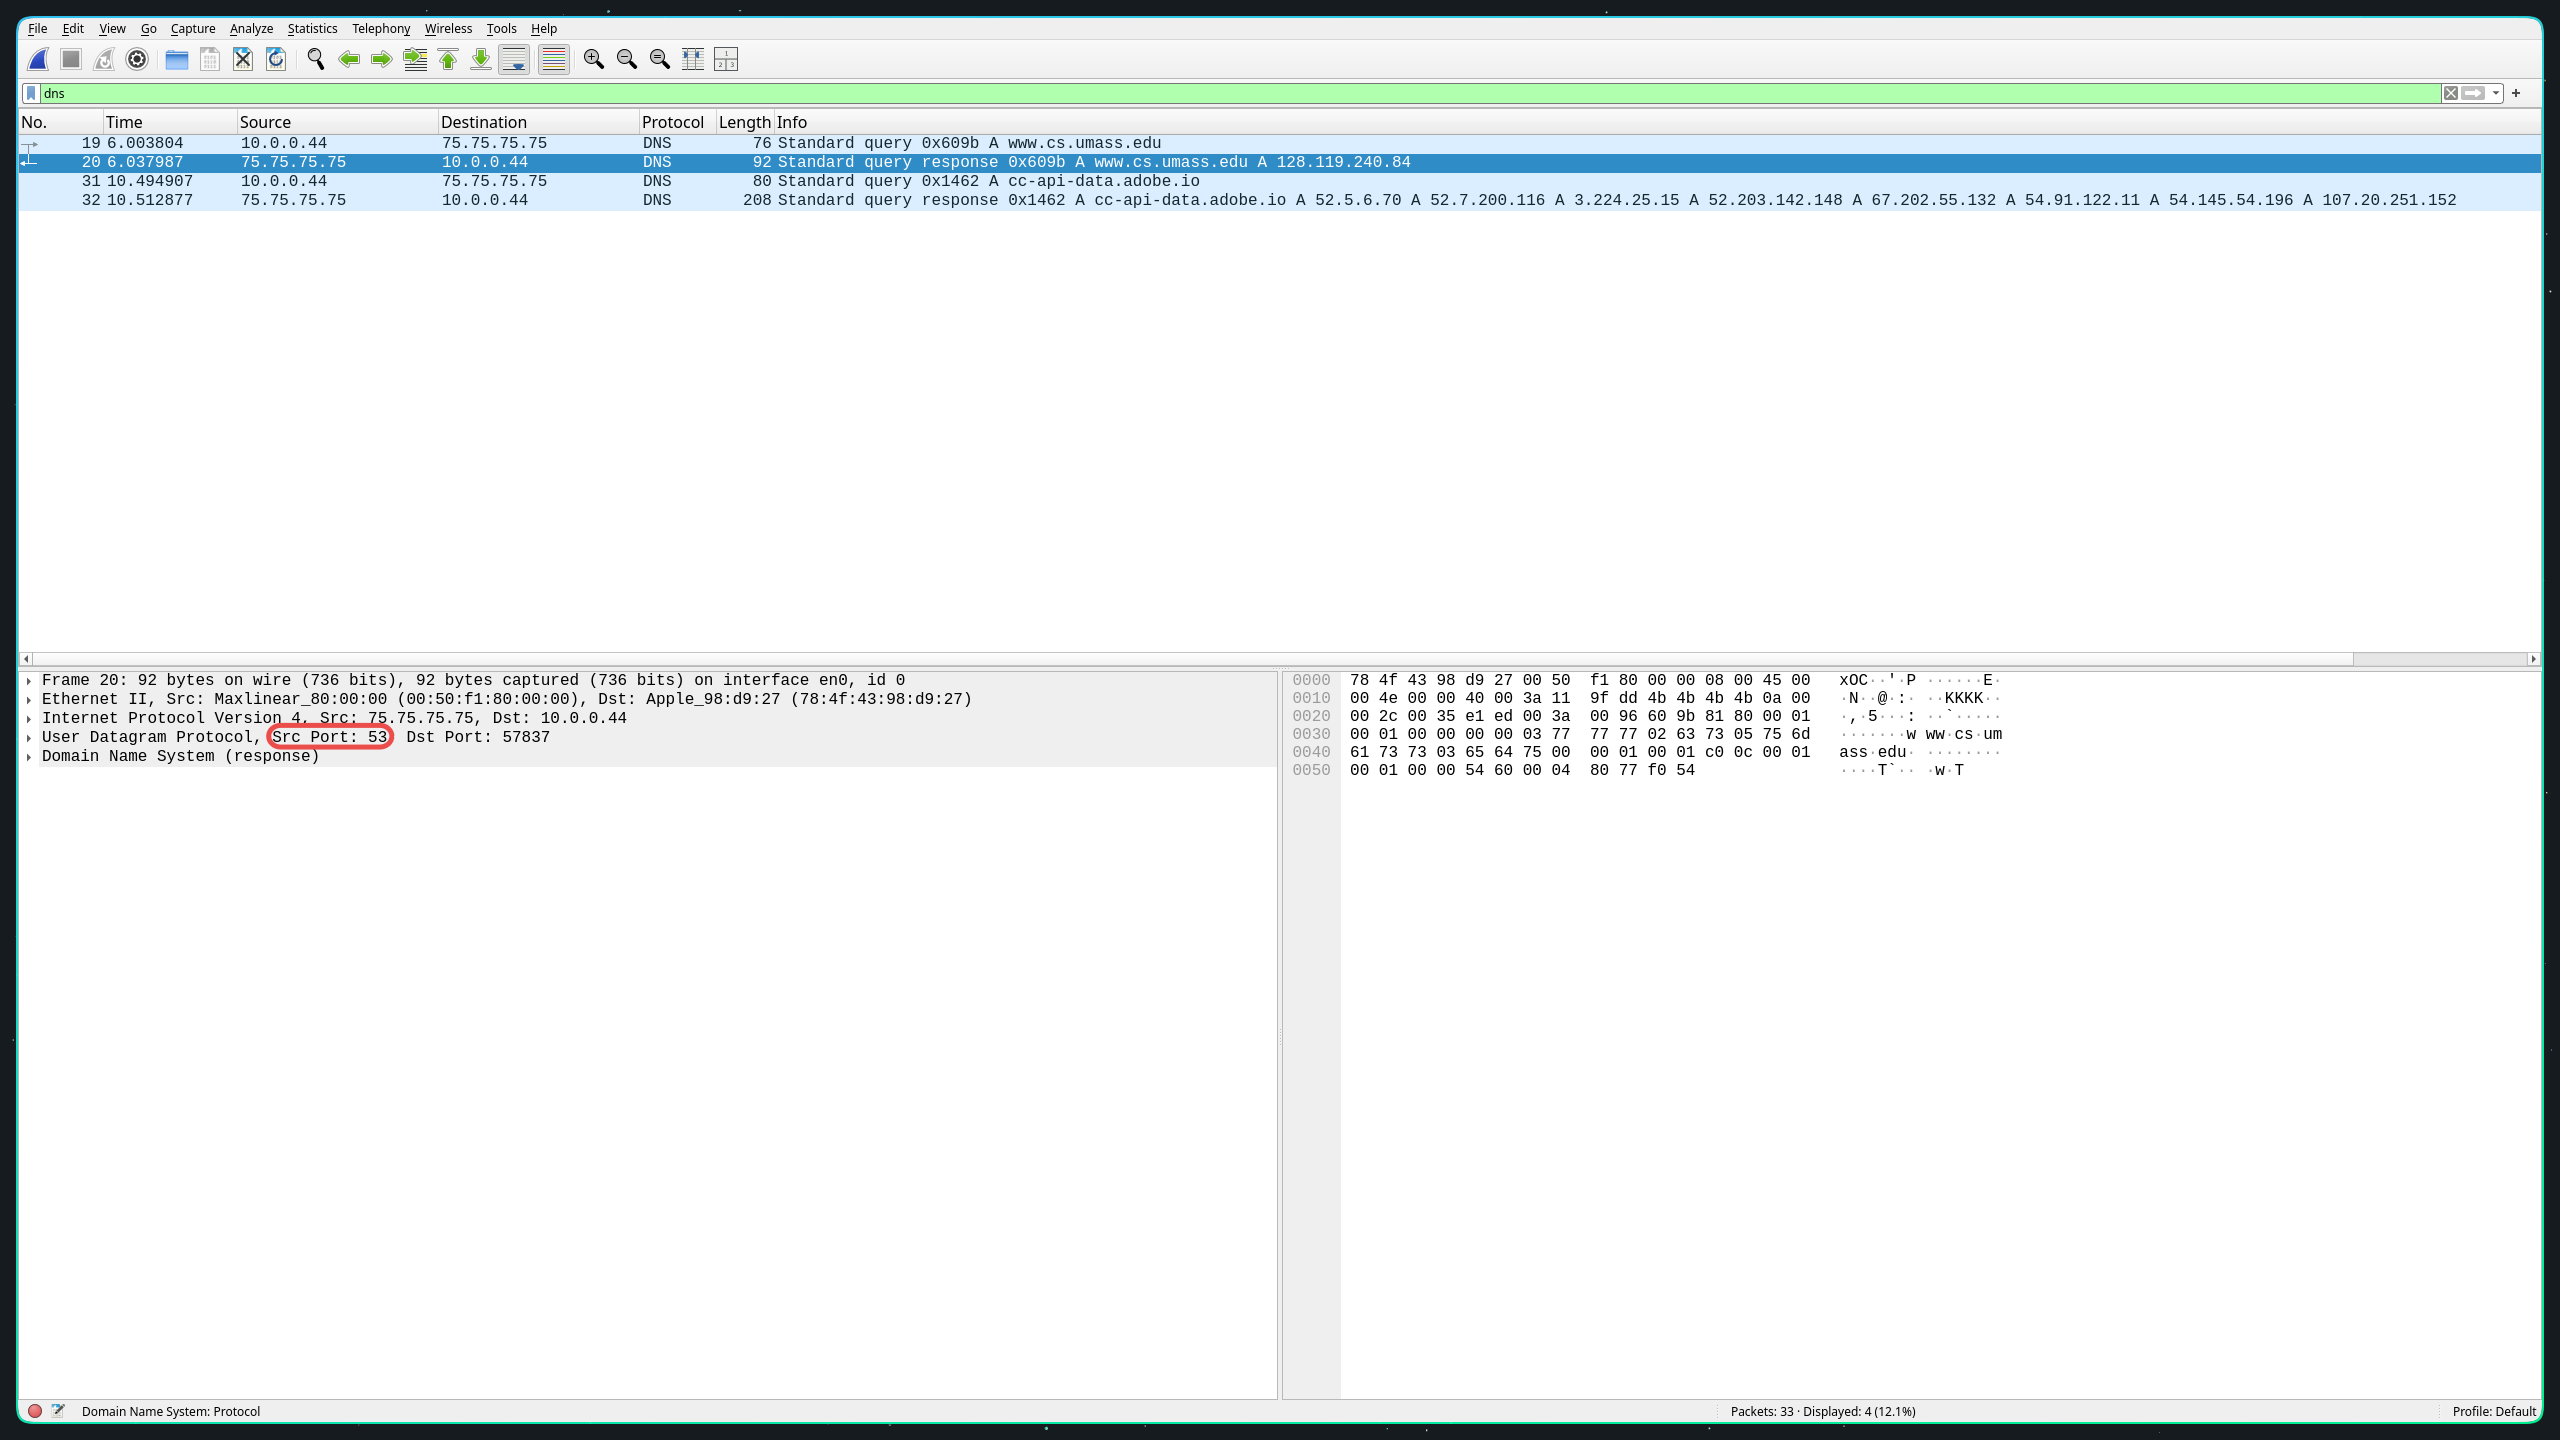 File Edit View Go Capture Analyze Statistics Telephony Wireless Tools Help
dns
No. Time Source Destination Protocol Length Info
19 6.003804 10.0.0.44 75.75.75.75 DNS 76 Standard query 0x609b A www.cs.umass.edu
20 6.037987 75.75.75.75 10.0.0.44 DNS 92 Standard query response 0x609b A www.cs.umass.edu A 128.119.240.84
31 10.494907 10.0.0.44 75.75.75.75 DNS 80 Standard query 0x1462 A cc-api-data.adobe.io
32 10.512877 75.75.75.75 10.0.0.44 DNS 208 Standard query response 0x1462 A cc-api-data.adobe.io A 52.5.6.70 A 52.7.200.116 A 3.224.25.15 A 52.203.142.148 A 67.202.55.132 A 54.91.122.11 A 54.145.54.196 A 107.20.251.152
Frame 20: 92 bytes on wire (736 bits), 92 bytes captured (736 bits) on interface en0, id 0
Ethernet II, Src: Maxlinear_80:00:00 (00:50:f1:80:00:00), Dst: Apple_98:d9:27 (78:4f:43:98:d9:27)
Internet Protocol Version 4, Src: 75.75.75.75, Dst: 10.0.0.44
User Datagram Protocol, Src Port: 53, Dst Port: 57837
Domain Name System (response)
0000 78 4f 43 98 d9 27 00 50 f1 80 00 00 08 00 45 00 xOC··'·P ······E·
0010 00 4e 00 00 40 00 3a 11 9f dd 4b 4b 4b 4b 0a 00 ·N··@·:· ··KKKK··
0020 00 2c 00 35 e1 ed 00 3a 00 96 60 9b 81 80 00 01 ·,·5···: ··`·····
0030 00 01 00 00 00 00 03 77 77 77 02 63 73 05 75 6d ·······w ww·cs·um
0040 61 73 73 03 65 64 75 00 00 01 00 01 c0 0c 00 01 ass·edu· ········
0050 00 01 00 00 54 60 00 04 80 77 f0 54 ····T`·· ·w·T
Domain Name System: Protocol Packets: 33 · Displayed: 4 (12.1%) Profile: Default